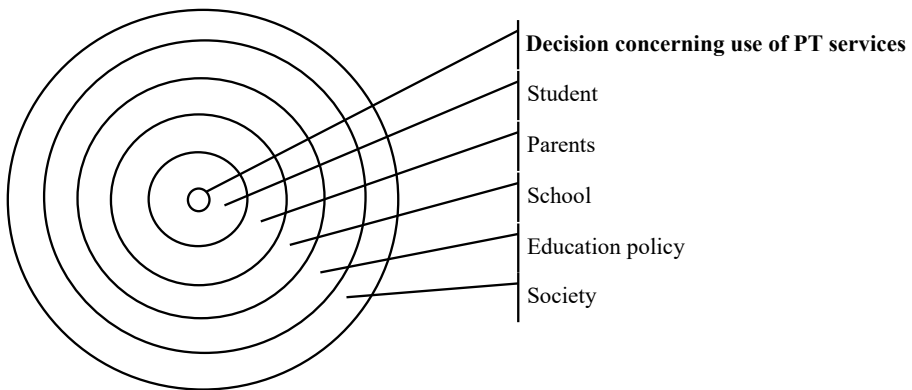 Decision concerning use of PT services
Student
Parents
School
Education policy
Society